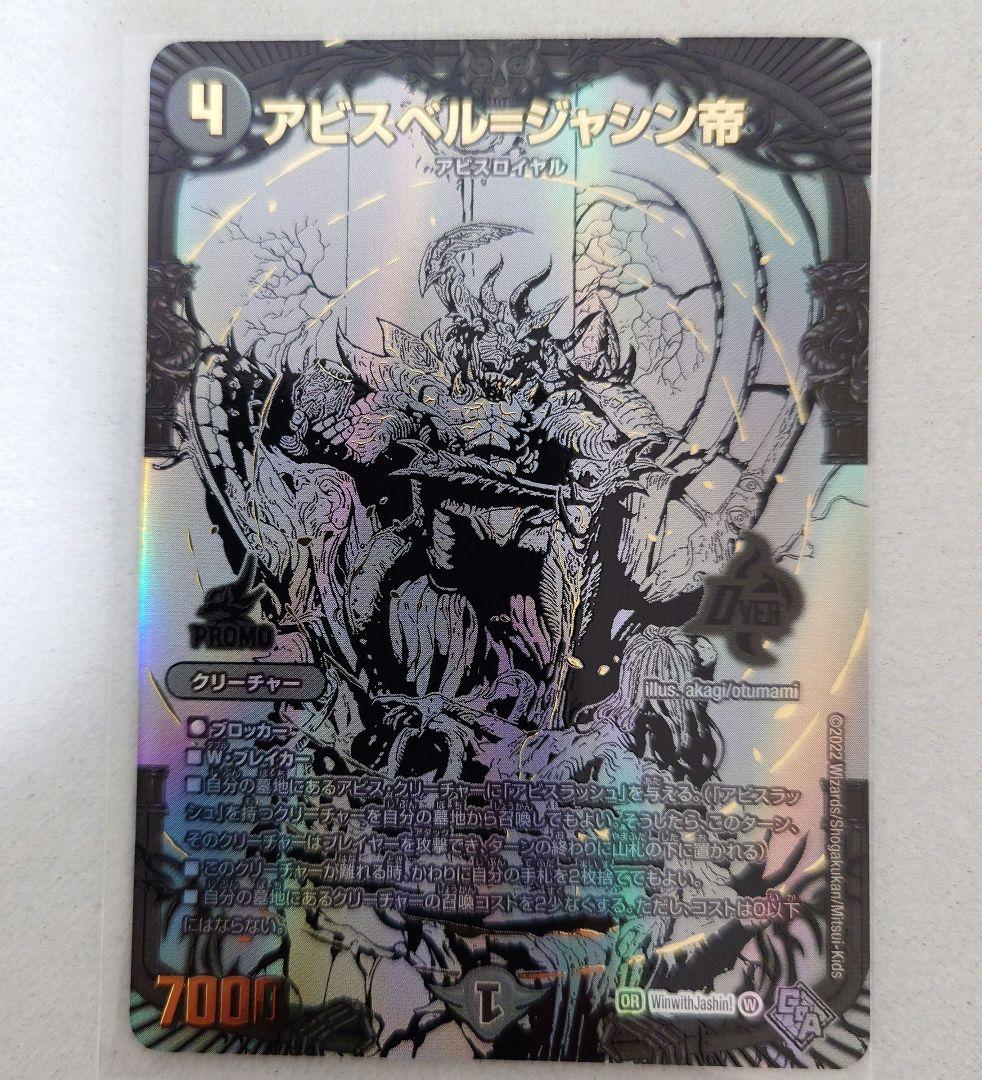 4
アビスベル=ジャシン帝
アビスロイヤル
PROMO
OVER
クリーチャー
illus. akagi/otumami
ブロッカー
■W・ブレイカー
■自分の墓地にあるアビス・クリーチャーに「アビスラッシュ」を与える。(「アビスラッ
シュ」を持つクリーチャーを自分の墓地から召喚してもよい。そうしたら、このターン、
そのクリーチャーはプレイヤーを攻撃でき、ターンの終わりに山札の下に置かれる)
■このクリーチャーが離れる時、かわりに自分の手札を2枚捨ててもよい。
■自分の墓地にあるクリーチャーの召喚コストを2少なくする。ただし、コストは0以下
にはならない。
©2022 Wizards/Shogakukan/Mitsui-Kids
7000
1
OR WinwithJashin! W